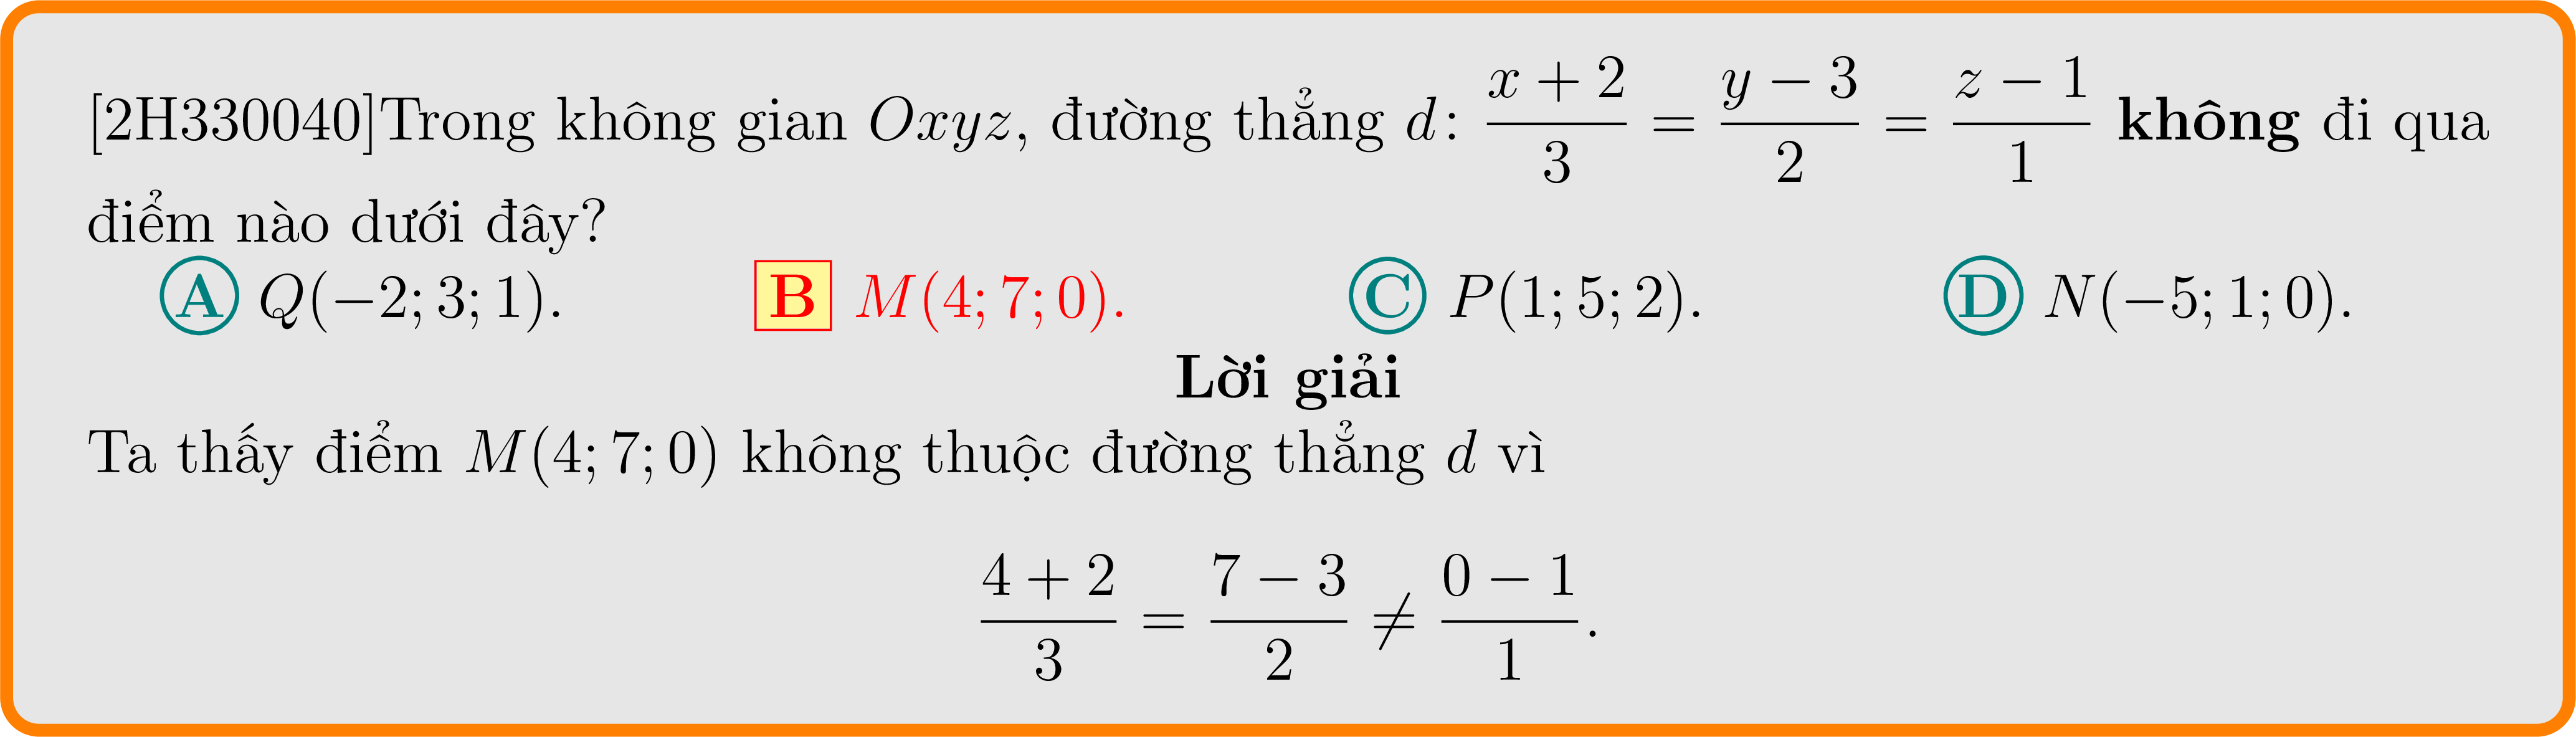 [2H330040]Trong không gian Oxyz, đường thẳng d: \frac{x+2}{3} = \frac{y-3}{2} = \frac{z-1}{1} không đi qua
điểm nào dưới đây?
A Q(−2; 3; 1). B M(4; 7; 0). C P(1; 5; 2). D N(−5; 1; 0).
Lời giải
Ta thấy điểm M(4; 7; 0) không thuộc đường thẳng d vì
\frac{4+2}{3} = \frac{7-3}{2} ≠ \frac{0-1}{1}.